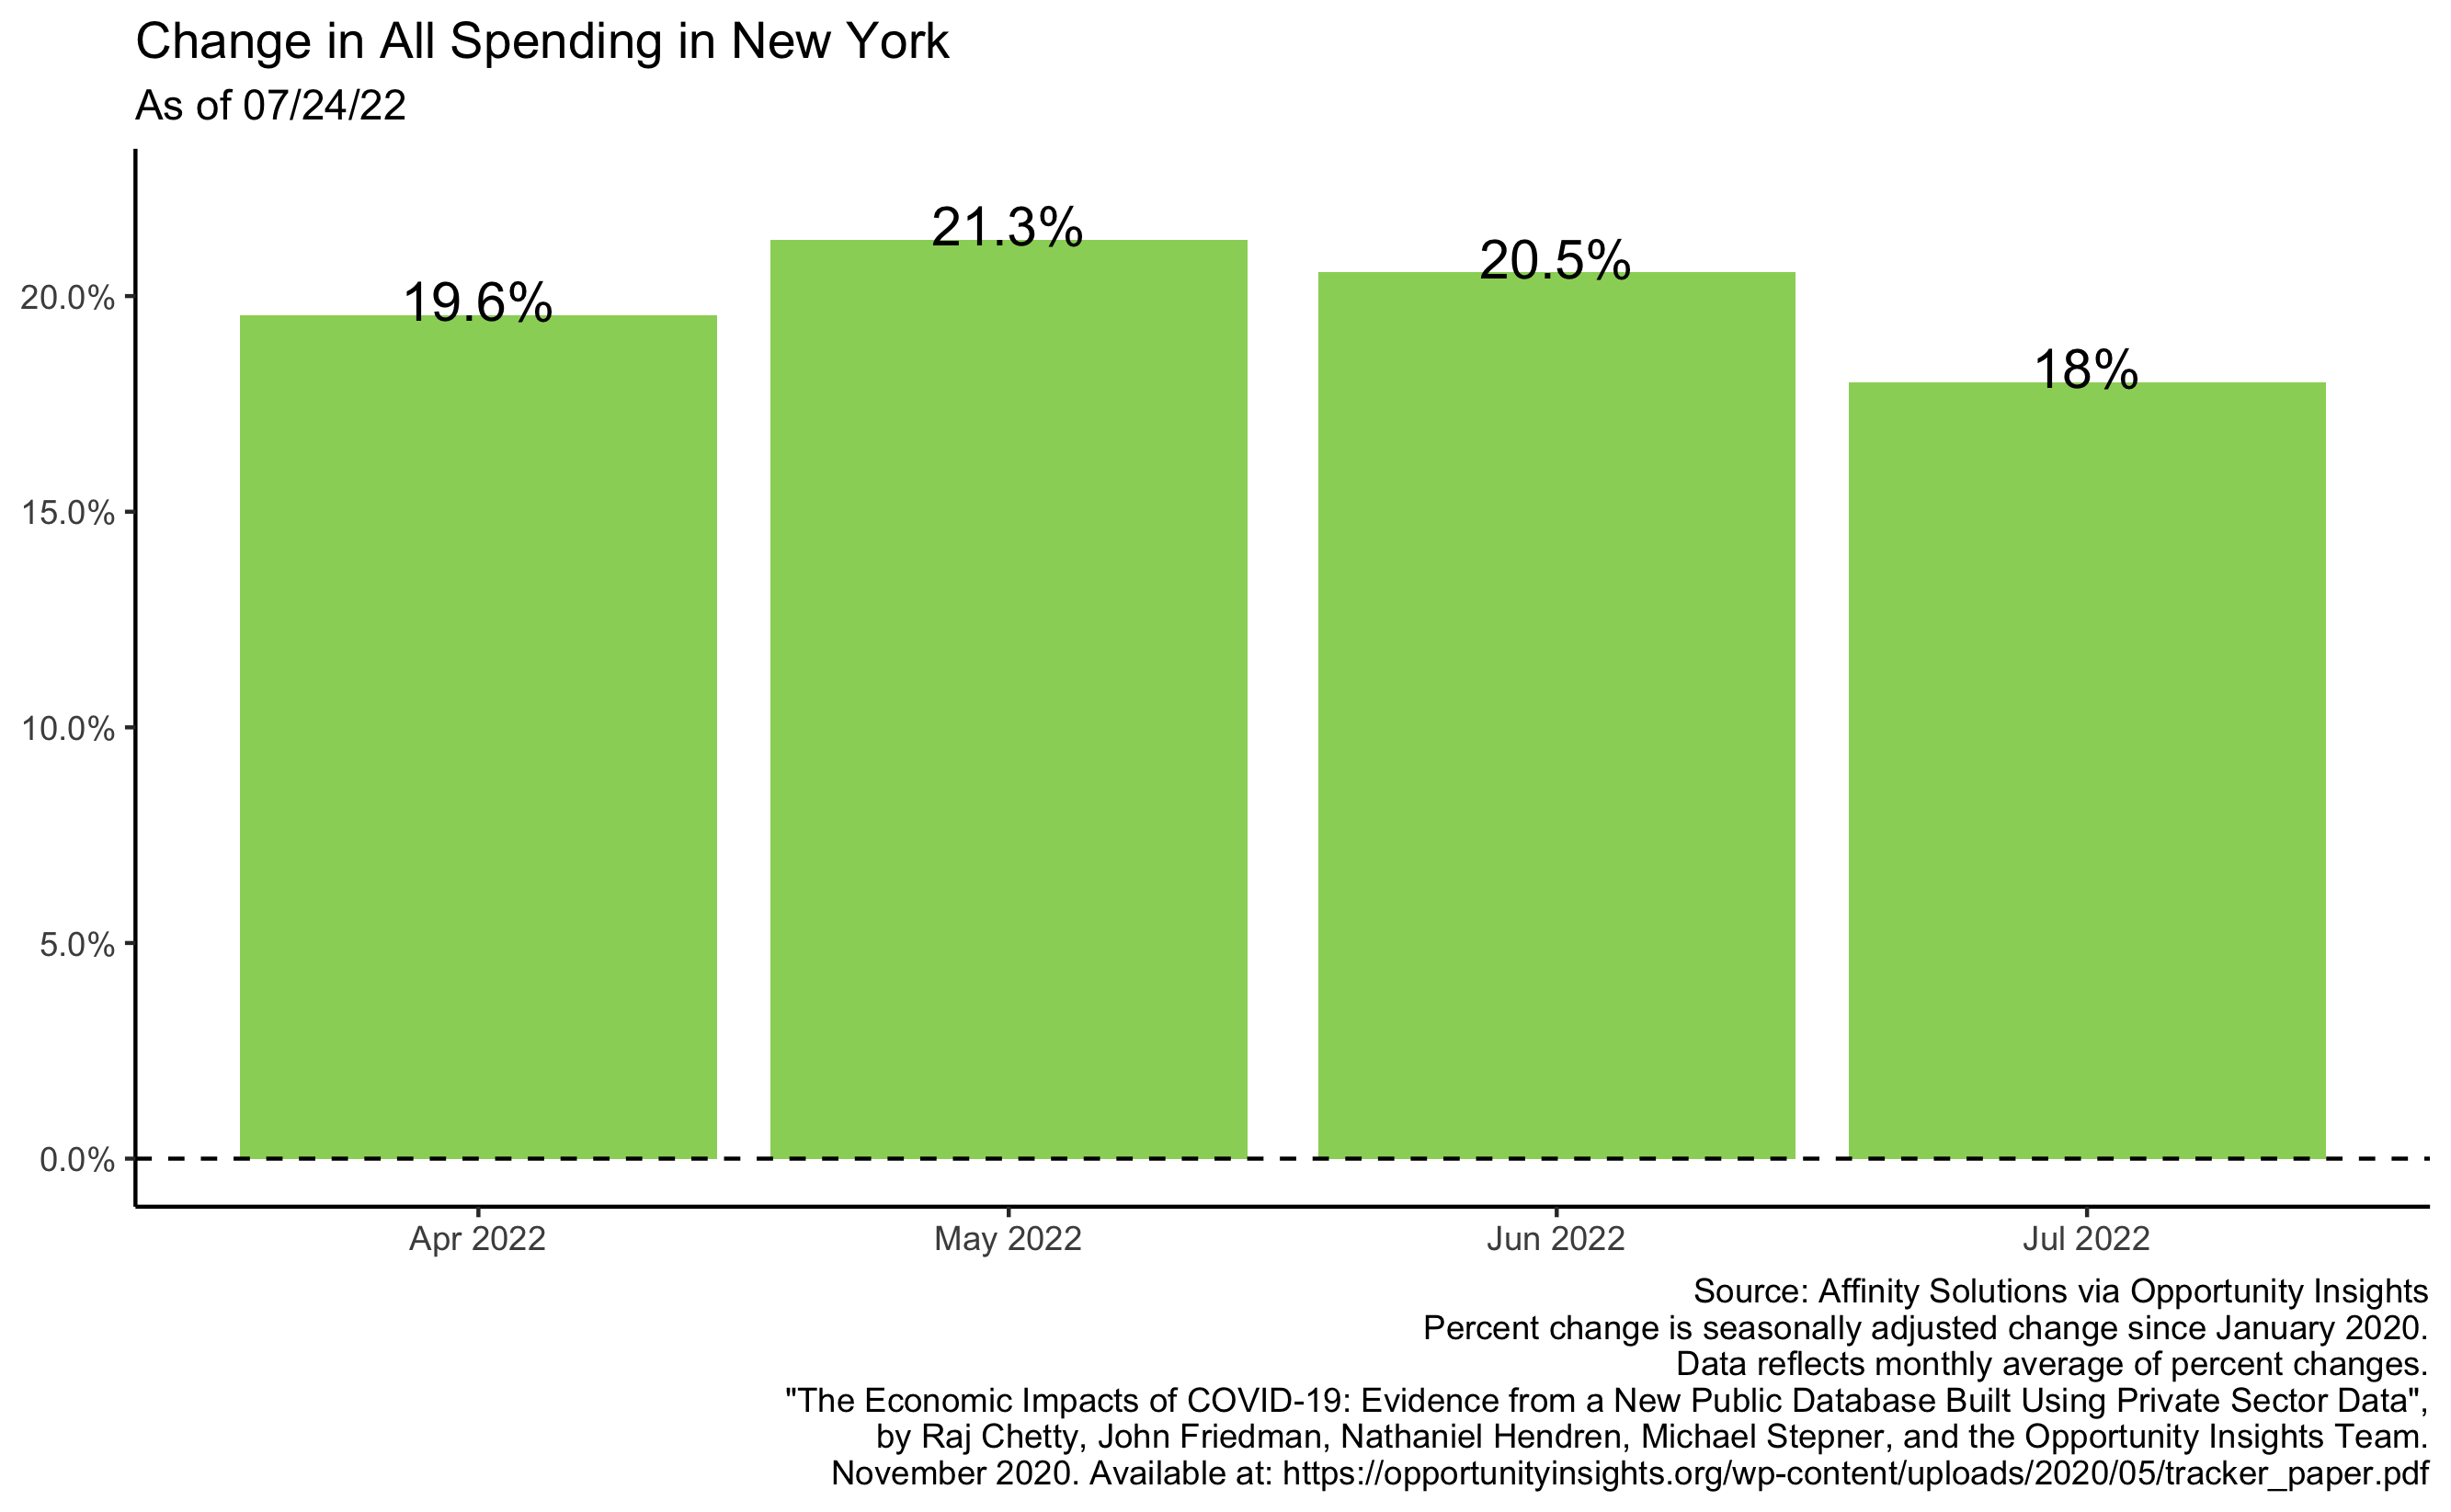 Change in All Spending in New York
As of 07/24/22
21.3%
20.5%
19.6%
18%
20.0%
15.0%
10.0%
5.0%
0.0%
Apr 2022
May 2022
Jun 2022
Jul 2022
Source: Affinity Solutions via Opportunity Insights
Percent change is seasonally adjusted change since January 2020.
Data reflects monthly average of percent changes.
"The Economic Impacts of COVID-19: Evidence from a New Public Database Built Using Private Sector Data",
by Raj Chetty, John Friedman, Nathaniel Hendren, Michael Stepner, and the Opportunity Insights Team.
November 2020. Available at: https://opportunityinsights.org/wp-content/uploads/2020/05/tracker_paper.pdf